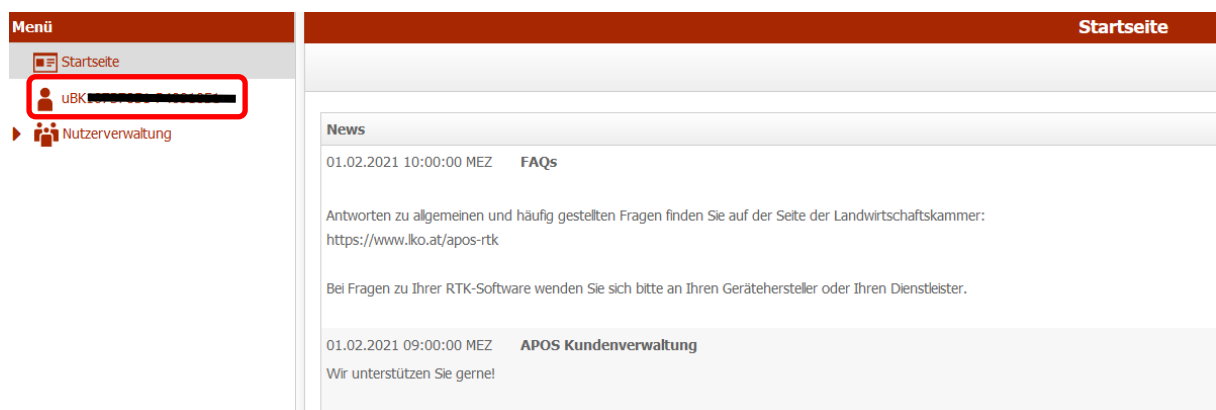 Menü
Startseite
Startseite
uBK
Nutzerverwaltung
News
01.02.2021 10:00:00 MEZ FAQs
Antworten zu allgemeinen und häufig gestellten Fragen finden Sie auf der Seite der Landwirtschaftskammer:
https://www.lko.at/apos-rtk
Bei Fragen zu Ihrer RTK-Software wenden Sie sich bitte an Ihren Gerätehersteller oder Ihren Dienstleister.
01.02.2021 09:00:00 MEZ APOS Kundenverwaltung
Wir unterstützen Sie gerne!